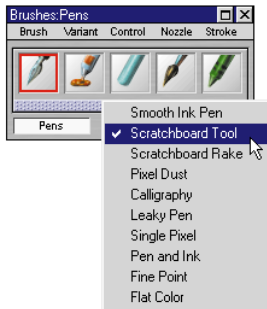 Brushes:Pens
Brush Variant Control Nozzle Stroke
Pens
Smooth Ink Pen
Scratchboard Tool
Scratchboard Rake
Pixel Dust
Calligraphy
Leaky Pen
Single Pixel
Pen and Ink
Fine Point
Flat Color